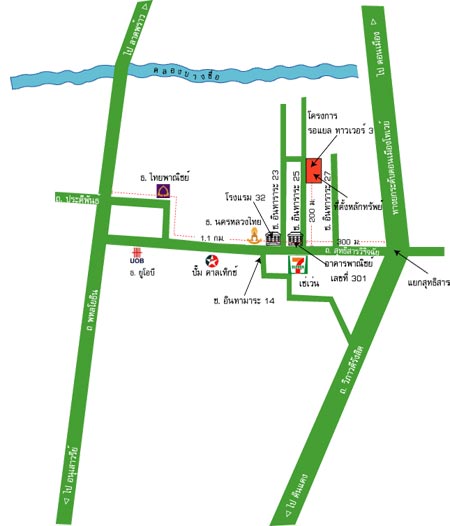 ไป ลาดพร้าว
ไป ดอนเมือง
คลองบางซื่อ
โครงการ
รอแยล ทาวเวอร์ 3
ทางยกระดับดอนเมืองโทเวย์
ธ. ไทยพาณิชย์
ซ. อินทามาระ 23
ซ. อินทามาระ 25
ซ. อินทามาระ 27
ที่ตั้งหลักทรัพย์
ถ. ประดิพัทธ
โรงแรม 32
200 ม.
ธ. นครหลวงไทย
1.1 กม.
300 ม.
ถ. สุทธิสารวินิจฉัย
UOB
ธ. ยูโอบี
ปั๊ม คาลเท็กซ์
7
ELEVEN
เซเว่น
อาคารพาณิชย์
เลขที่ 301
แยกสุทธิสาร
ซ. อินทามาระ 14
ถ. พหลโยธิน
ถ. วิภาวดีรังสิต
ไป อนุสาวรีย์
ไป ดินแดง